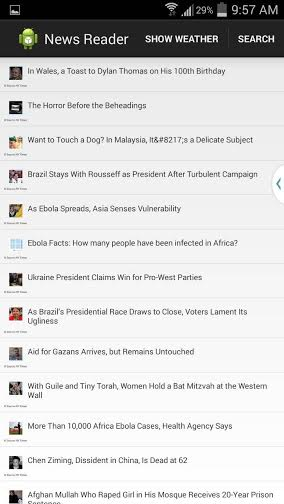 29% 9:57 AM
News Reader SHOW WEATHER SEARCH
In Wales, a Toast to Dylan Thomas on His 100th Birthday
The Horror Before the Beheadings
Want to Touch a Dog? In Malaysia, It&#8217;s a Delicate Subject
Brazil Stays With Rousseff as President After Turbulent Campaign
As Ebola Spreads, Asia Senses Vulnerability
Ebola Facts: How many people have been infected in Africa?
Ukraine President Claims Win for Pro-West Parties
As Brazil's Presidential Race Draws to Close, Voters Lament Its
Ugliness
Aid for Gazans Arrives, but Remains Untouched
With Guile and Tiny Torah, Women Hold a Bat Mitzvah at the Western
Wall
More Than 10,000 Africa Ebola Cases, Health Agency Says
Chen Ziming, Dissident in China, Is Dead at 62
Afghan Mullah Who Raped Girl in His Mosque Receives 20-Year Prison
Sentence